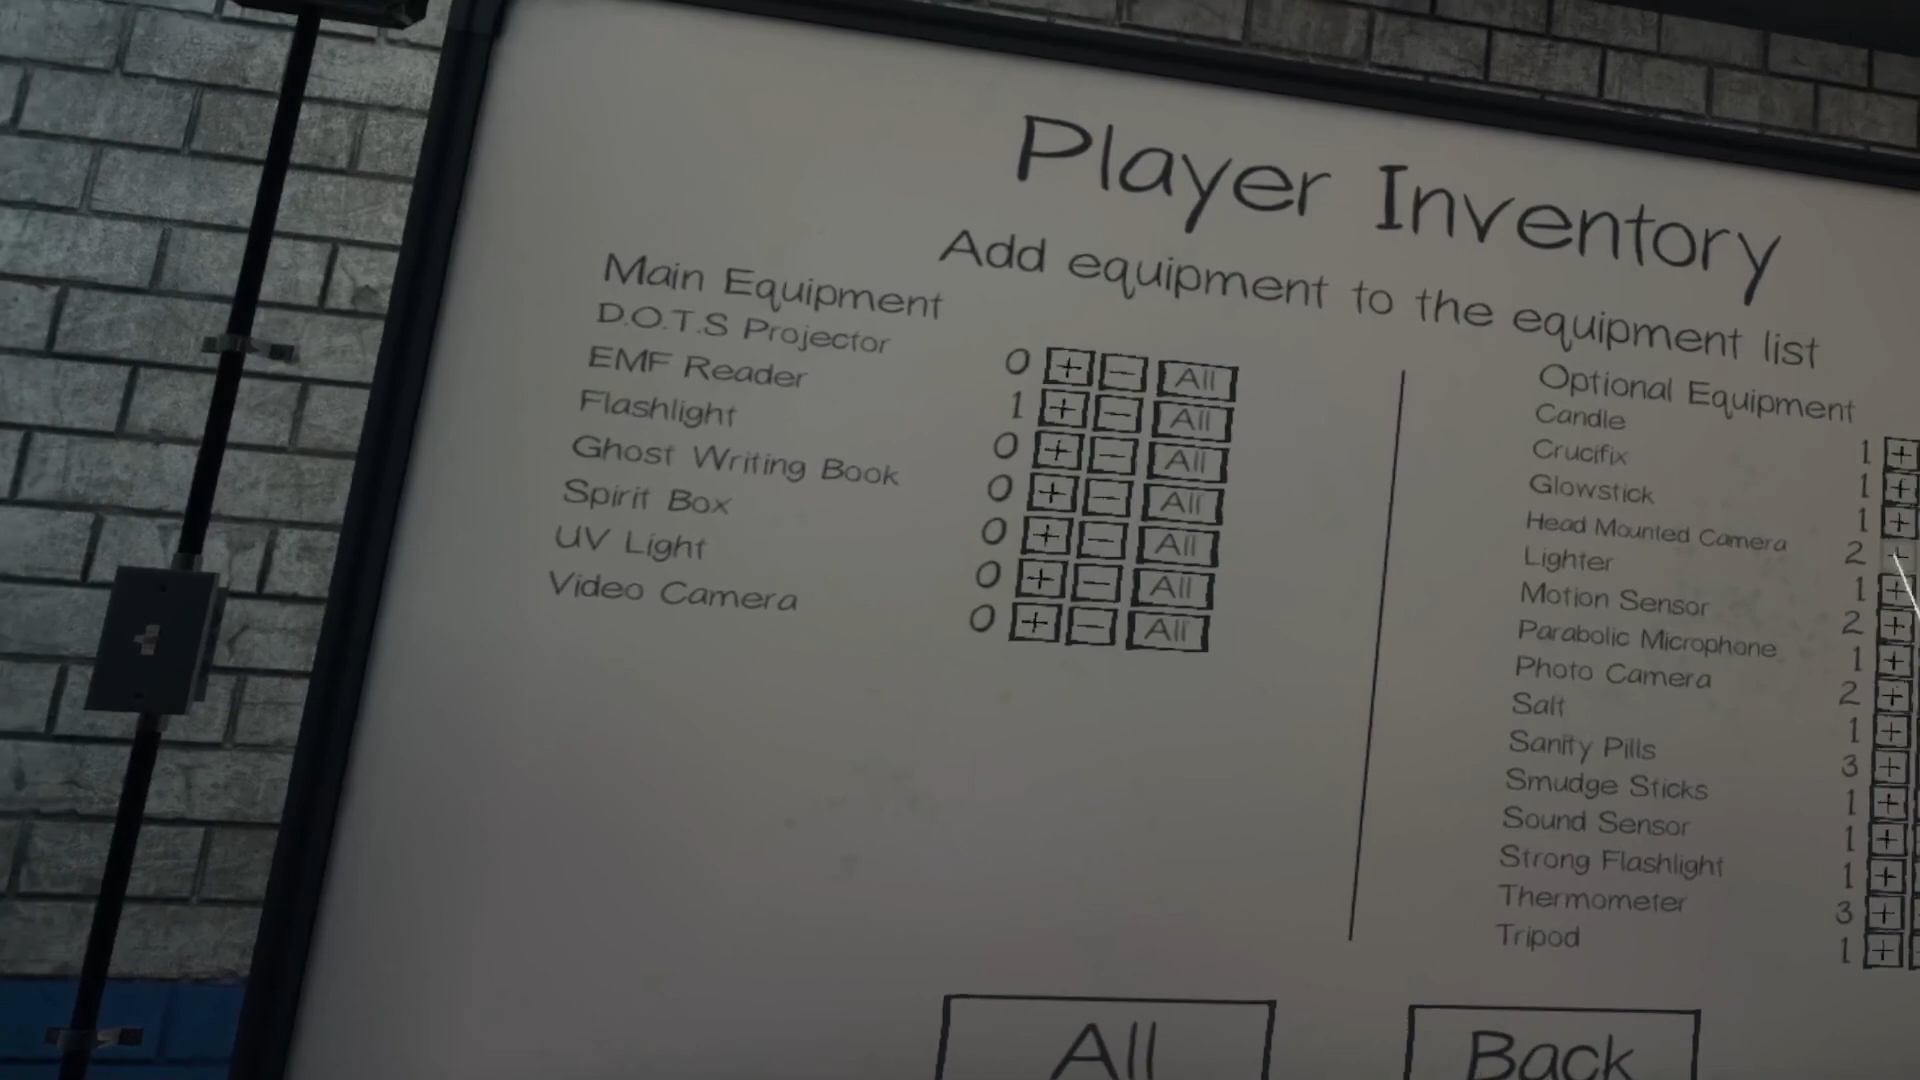 Player Inventory
Add equipment to the equipment list
Main Equipment
D.O.T.S Projector 0 + - All
EMF Reader 1 + - All
Flashlight 0 + - All
Ghost Writing Book 0 + - All
Spirit Box 0 + - All
UV Light 0 + - All
Video Camera 0 + - All
Optional Equipment
Candle 1 +
Crucifix 1 +
Glowstick 1 +
Head Mounted Camera 2 +
Lighter 1 +
Motion Sensor 2 +
Parabolic Microphone 1 +
Photo Camera 2 +
Salt 1 +
Sanity Pills 3 +
Smudge Sticks 1 +
Sound Sensor 1 +
Strong Flashlight 1 +
Thermometer 3 +
Tripod 1 +
All
Back